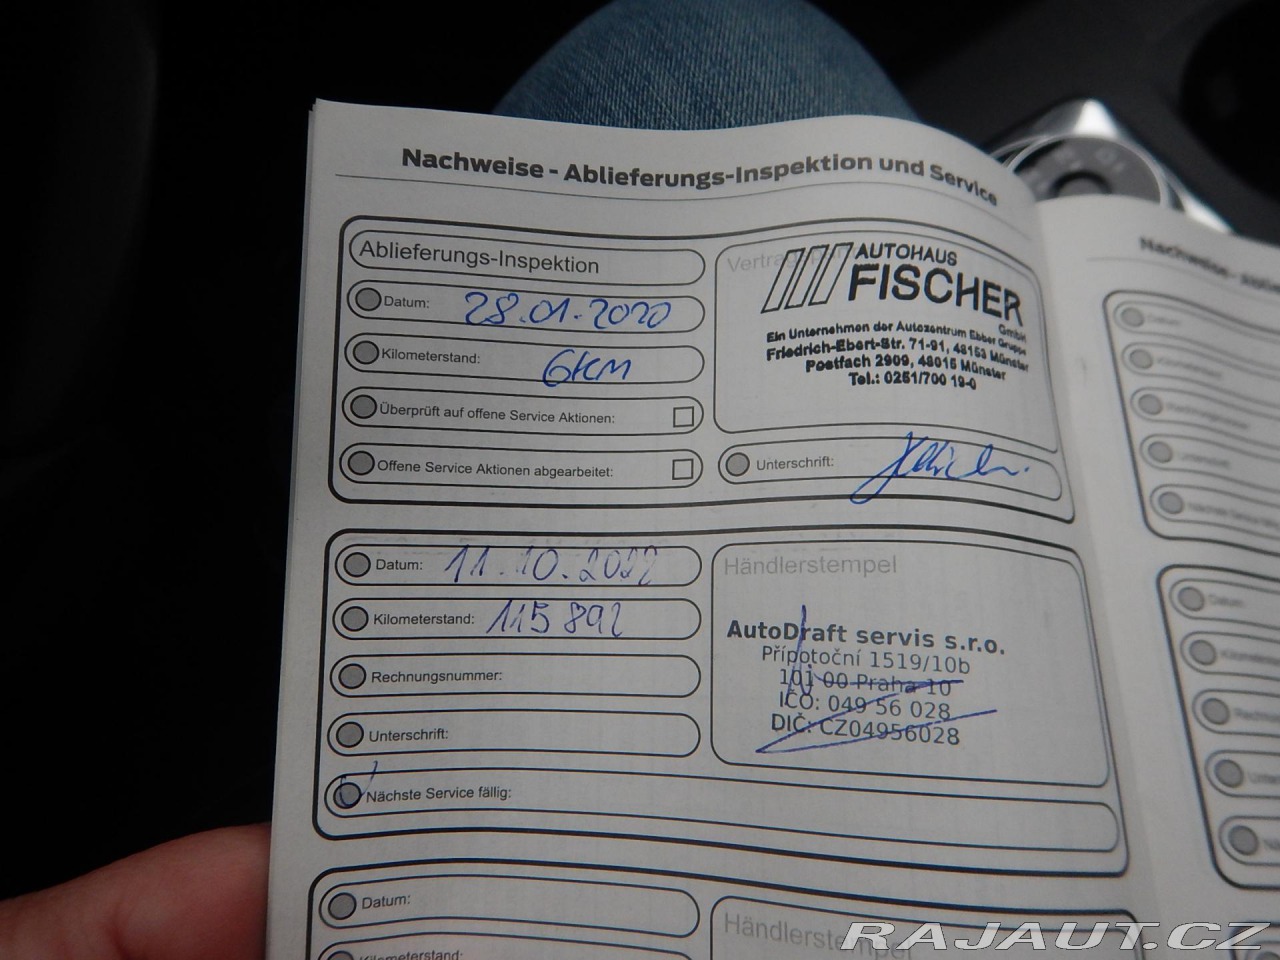 Nachweise - Ablieferungs-Inspektion und Service
Ablieferungs-Inspektion
Datum: 28.01.2020
Kilometerstand: 6KM
Überprüft auf offene Service Aktionen:
Offene Service Aktionen abgearbeitet:
AUTOHAUS
FISCHER
GmbH
Ein Unternehmen der Autozentrum Ebber Gruppe
Friedrich-Ebert-Str. 71-91, 48153 Münster
Postfach 2909, 48015 Münster
Tel.: 0251/700 19-0
Unterschrift:
Datum: 11.10.2022
Kilometerstand: 115892
Rechnungsnummer:
Unterschrift:
Nächste Service fällig:
Händlerstempel
AutoDraft servis s.r.o.
Přípotoční 1519/10b
101 00 Praha 10
IČO: 049 56 028
DIČ: CZ04956028
Datum:
Kilometerstand:
Händlerstempel
RAJAUT.CZ